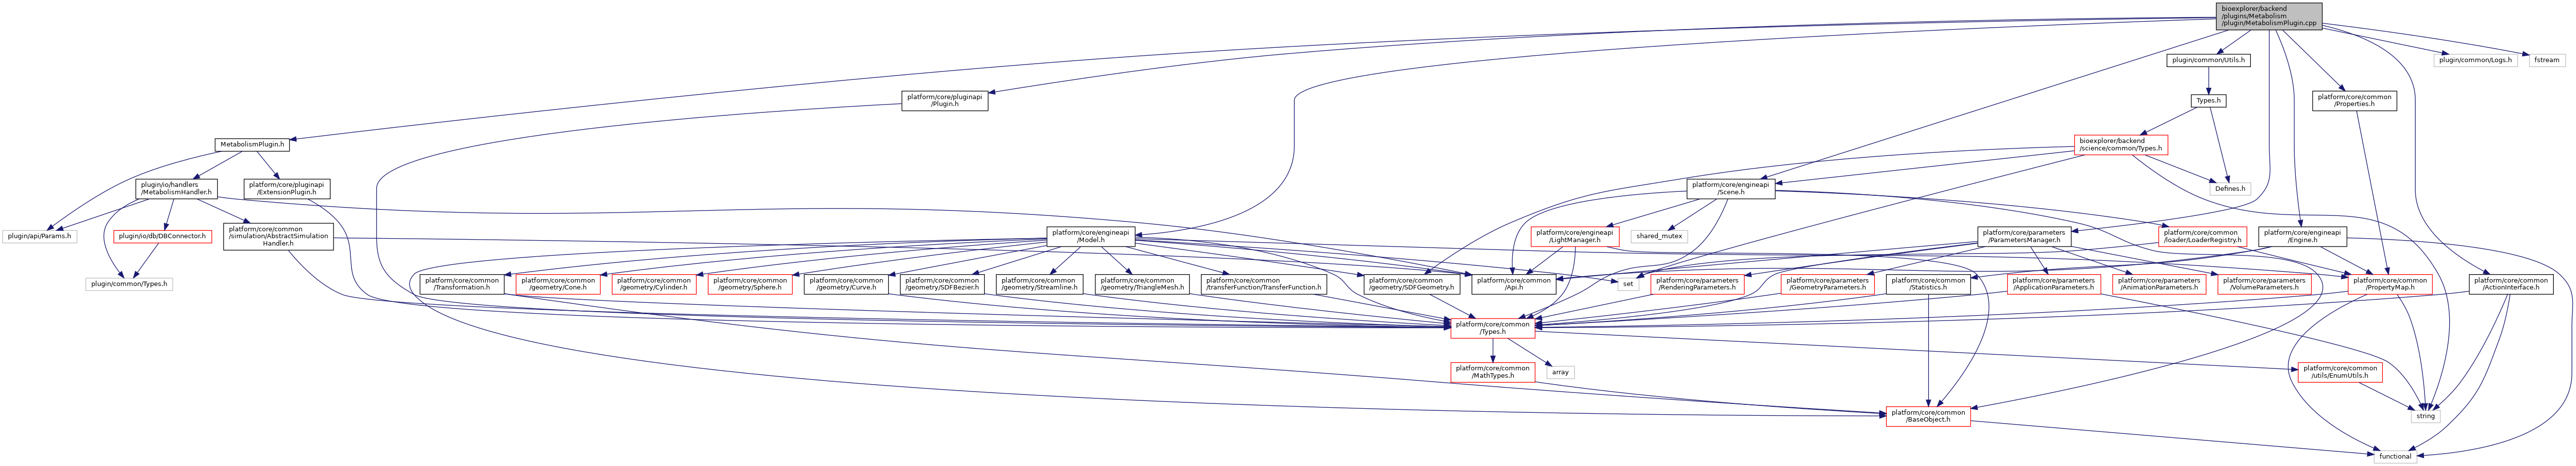 bioexplorer/backend
/plugins/Metabolism
/plugin/MetabolismPlugin.cpp
plugin/common/Utils.h
plugin/common/Logs.h
fstream
platform/core/pluginapi
/Plugin.h
Types.h
platform/core/common
/Properties.h
MetabolismPlugin.h
bioexplorer/backend
/science/common/Types.h
plugin/io/handlers
/MetabolismHandler.h
platform/core/pluginapi
/ExtensionPlugin.h
platform/core/engineapi
/Scene.h
Defines.h
plugin/api/Params.h
plugin/io/db/DBConnector.h
platform/core/common
/simulation/AbstractSimulation
Handler.h
platform/core/engineapi
/Model.h
platform/core/engineapi
/LightManager.h
shared_mutex
platform/core/parameters
/ParametersManager.h
platform/core/common
/loader/LoaderRegistry.h
platform/core/engineapi
/Engine.h
plugin/common/Types.h
platform/core/common
/Transformation.h
platform/core/common
/geometry/Cone.h
platform/core/common
/geometry/Cylinder.h
platform/core/common
/geometry/Sphere.h
platform/core/common
/geometry/Curve.h
platform/core/common
/geometry/SDFBezier.h
platform/core/common
/geometry/Streamline.h
platform/core/common
/geometry/TriangleMesh.h
platform/core/common
/transferFunction/TransferFunction.h
platform/core/common
/geometry/SDFGeometry.h
platform/core/common
/Api.h
set
platform/core/parameters
/RenderingParameters.h
platform/core/parameters
/GeometryParameters.h
platform/core/common
/Statistics.h
platform/core/parameters
/ApplicationParameters.h
platform/core/parameters
/AnimationParameters.h
platform/core/parameters
/VolumeParameters.h
platform/core/common
/PropertyMap.h
platform/core/common
/ActionInterface.h
platform/core/common
/Types.h
platform/core/common
/MathTypes.h
array
platform/core/common
/utils/EnumUtils.h
platform/core/common
/BaseObject.h
string
functional